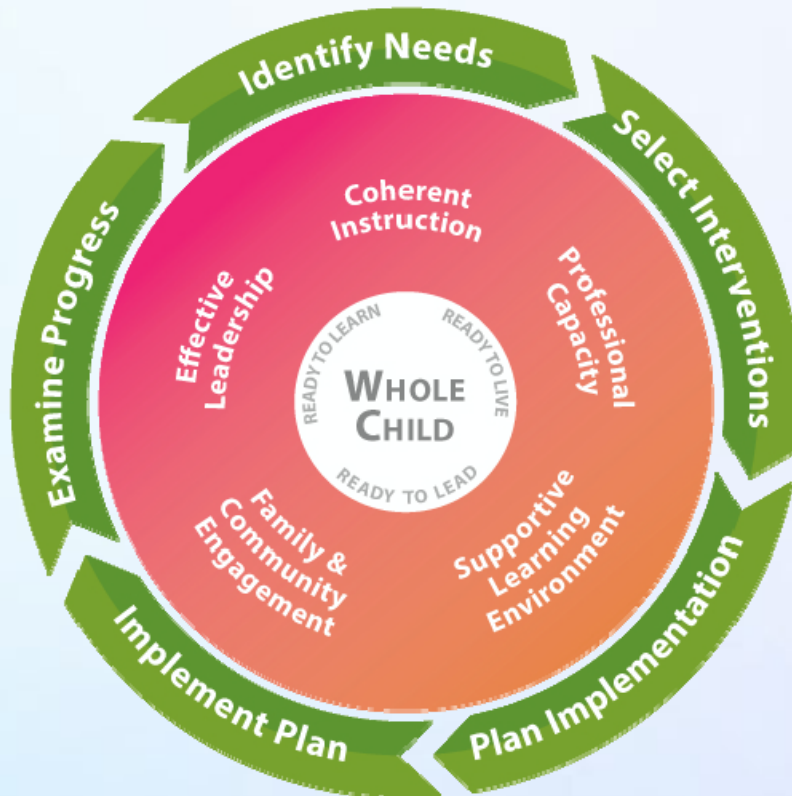 Identify Needs
Select Interventions
Plan Implementation
Implement Plan
Examine Progress
Coherent
Instruction
Professional
Capacity
Supportive
Learning
Environment
Family &
Community
Engagement
Effective
Leadership
READY TO LEARN
READY TO LIVE
READY TO LEAD
WHOLE
CHILD